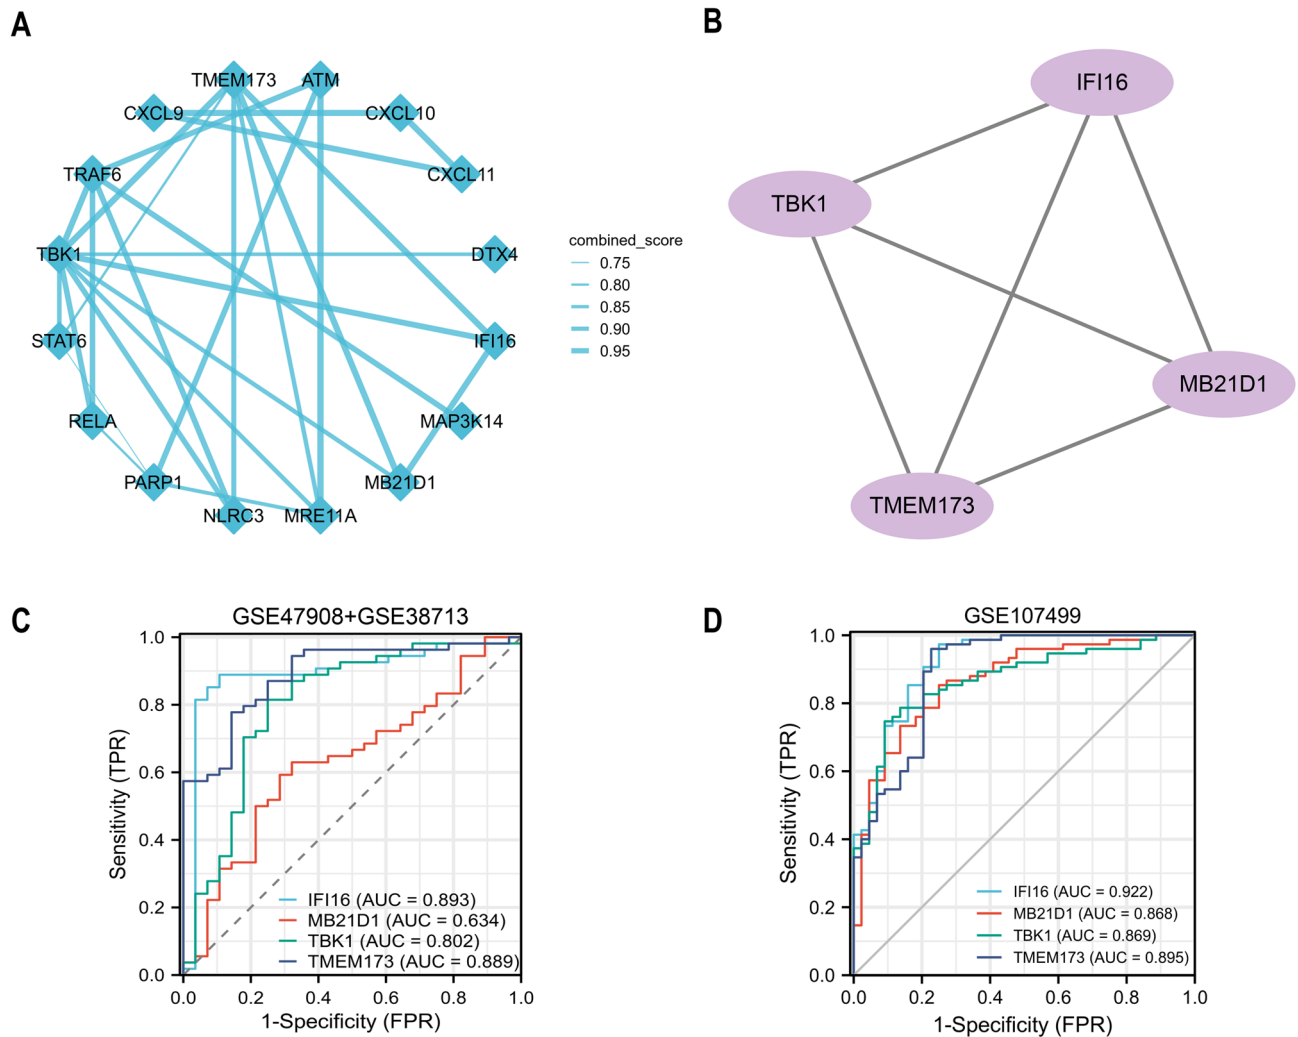 A
TMEM173 ATM
CXCL9 CXCL10
TRAF6 CXCL11
TBK1 DTX4
STAT6 IFI16
RELA MAP3K14
PARP1 MB21D1
NLRC3 MRE11A
combined_score
0.75
0.80
0.85
0.90
0.95
B
IFI16
TBK1
MB21D1
TMEM173
C
GSE47908+GSE38713
Sensitivity (TPR)
1.0
0.8
0.6
0.4
0.2
0.0
IFI16 (AUC = 0.893)
MB21D1 (AUC = 0.634)
TBK1 (AUC = 0.802)
TMEM173 (AUC = 0.889)
0.0 0.2 0.4 0.6 0.8 1.0
1-Specificity (FPR)
D
GSE107499
Sensitivity (TPR)
1.0
0.8
0.6
0.4
0.2
0.0
IFI16 (AUC = 0.922)
MB21D1 (AUC = 0.868)
TBK1 (AUC = 0.869)
TMEM173 (AUC = 0.895)
0.0 0.2 0.4 0.6 0.8 1.0
1-Specificity (FPR)